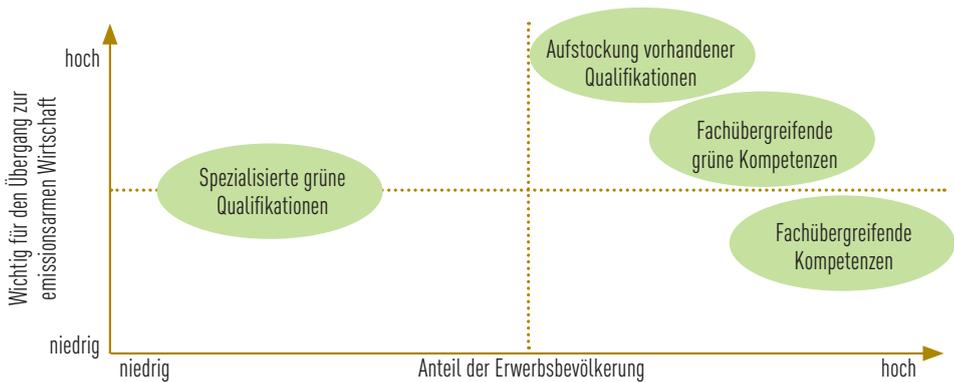 hoch
Wichtig für den Übergang zur
emissionsarmen Wirtschaft
Aufstockung vorhandener
Qualifikationen
Fachübergreifende
grüne Kompetenzen
Spezialisierte grüne
Qualifikationen
Fachübergreifende
Kompetenzen
niedrig
niedrig
Anteil der Erwerbsbevölkerung
hoch